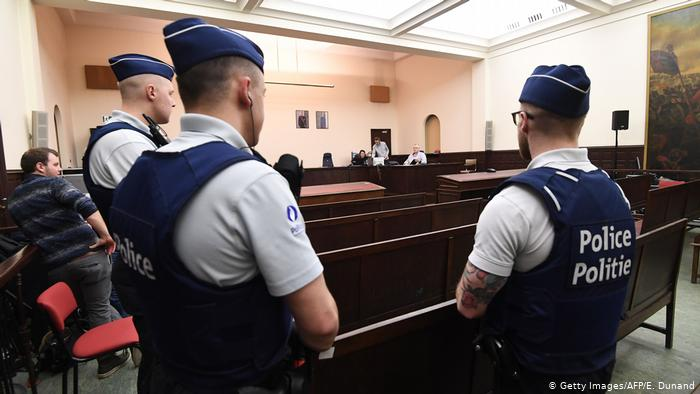 Police
Police
Politie
© Getty Images/AFP/E. Dunand